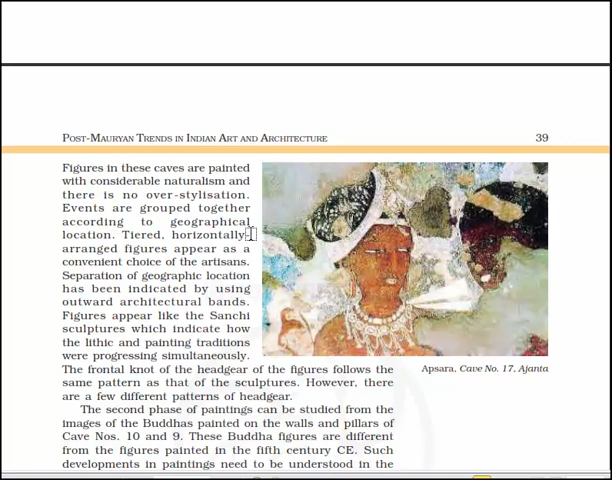 POST-MAURYAN TRENDS IN INDIAN ART AND ARCHITECTURE 39
Figures in these caves are painted
with considerable naturalism and
there is no over-stylisation.
Events are grouped together
according to geographical
location. Tiered, horizontally-
arranged figures appear as a
convenient choice of the artisans.
Separation of geographic location
has been indicated by using
outward architectural bands.
Figures appear like the Sanchi
sculptures which indicate how
the lithic and painting traditions
were progressing simultaneously.
The frontal knot of the headgear of the figures follows the
same pattern as that of the sculptures. However, there
are a few different patterns of headgear.
Apsara, Cave No. 17, Ajanta
The second phase of paintings can be studied from the
images of the Buddhas painted on the walls and pillars of
Cave Nos. 10 and 9. These Buddha figures are different
from the figures painted in the fifth century CE. Such
developments in paintings need to be understood in the